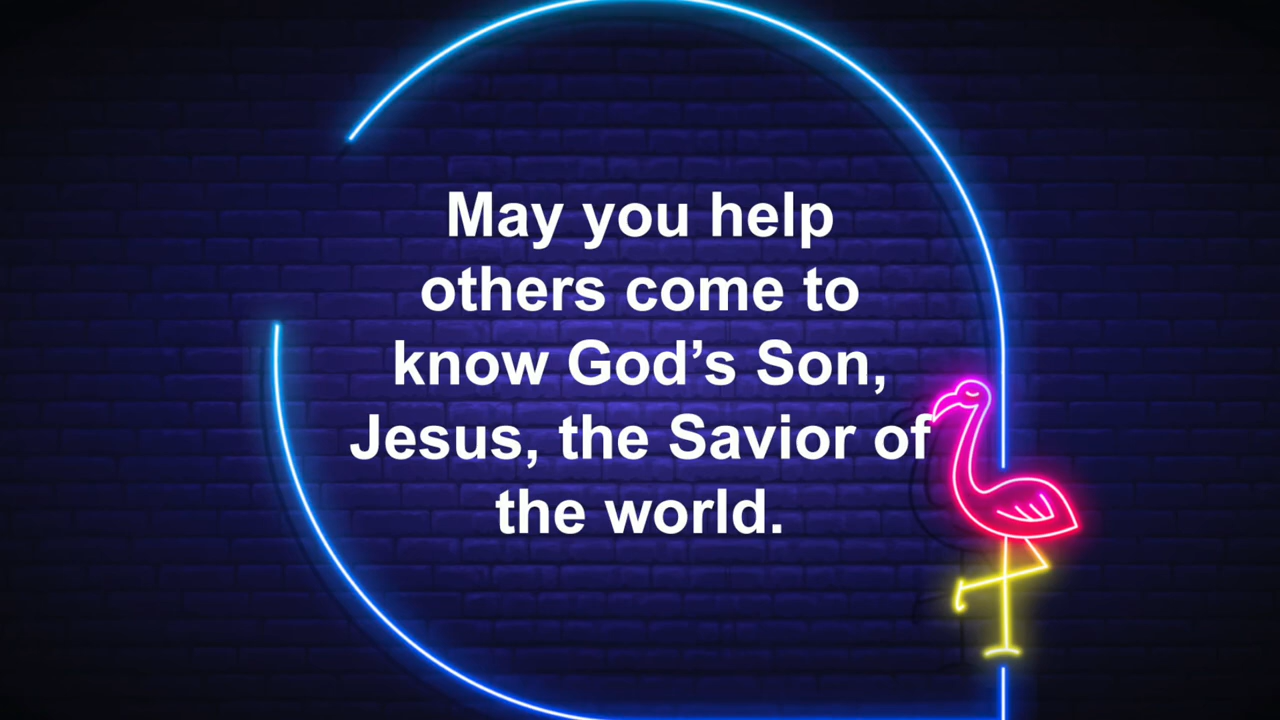 May you help
others come to
know God’s Son,
Jesus, the Savior of
the world.